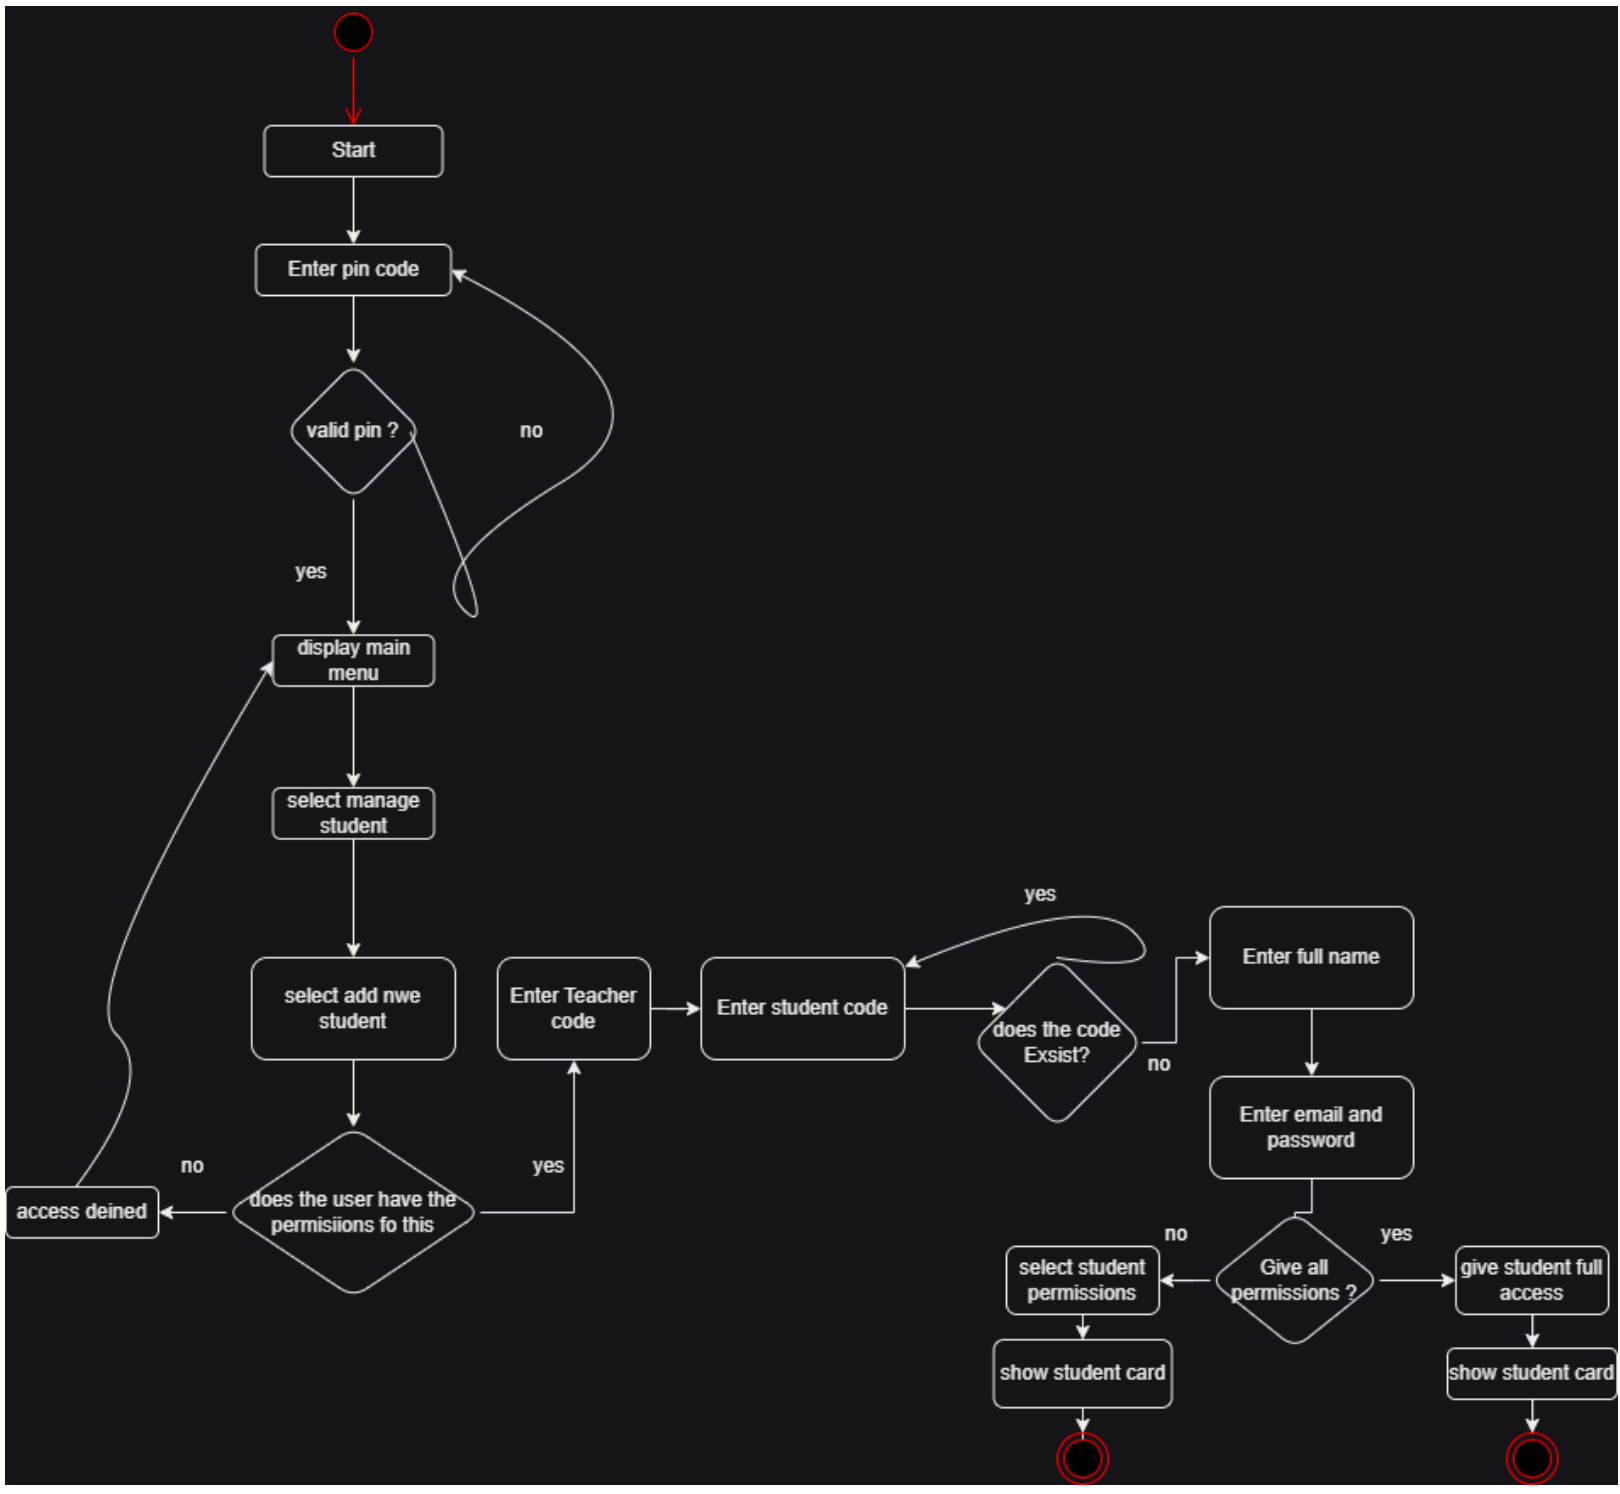 Start
Enter pin code
valid pin ?
no
yes
display main
menu
select manage
student
select add nwe
student
does the user have the
permisiions fo this
no
access deined
yes
Enter Teacher
code
Enter student code
yes
does the code
Exsist?
no
Enter full name
Enter email and
password
Give all
permissions ?
no
select student
permissions
show student card
yes
give student full
access
show student card